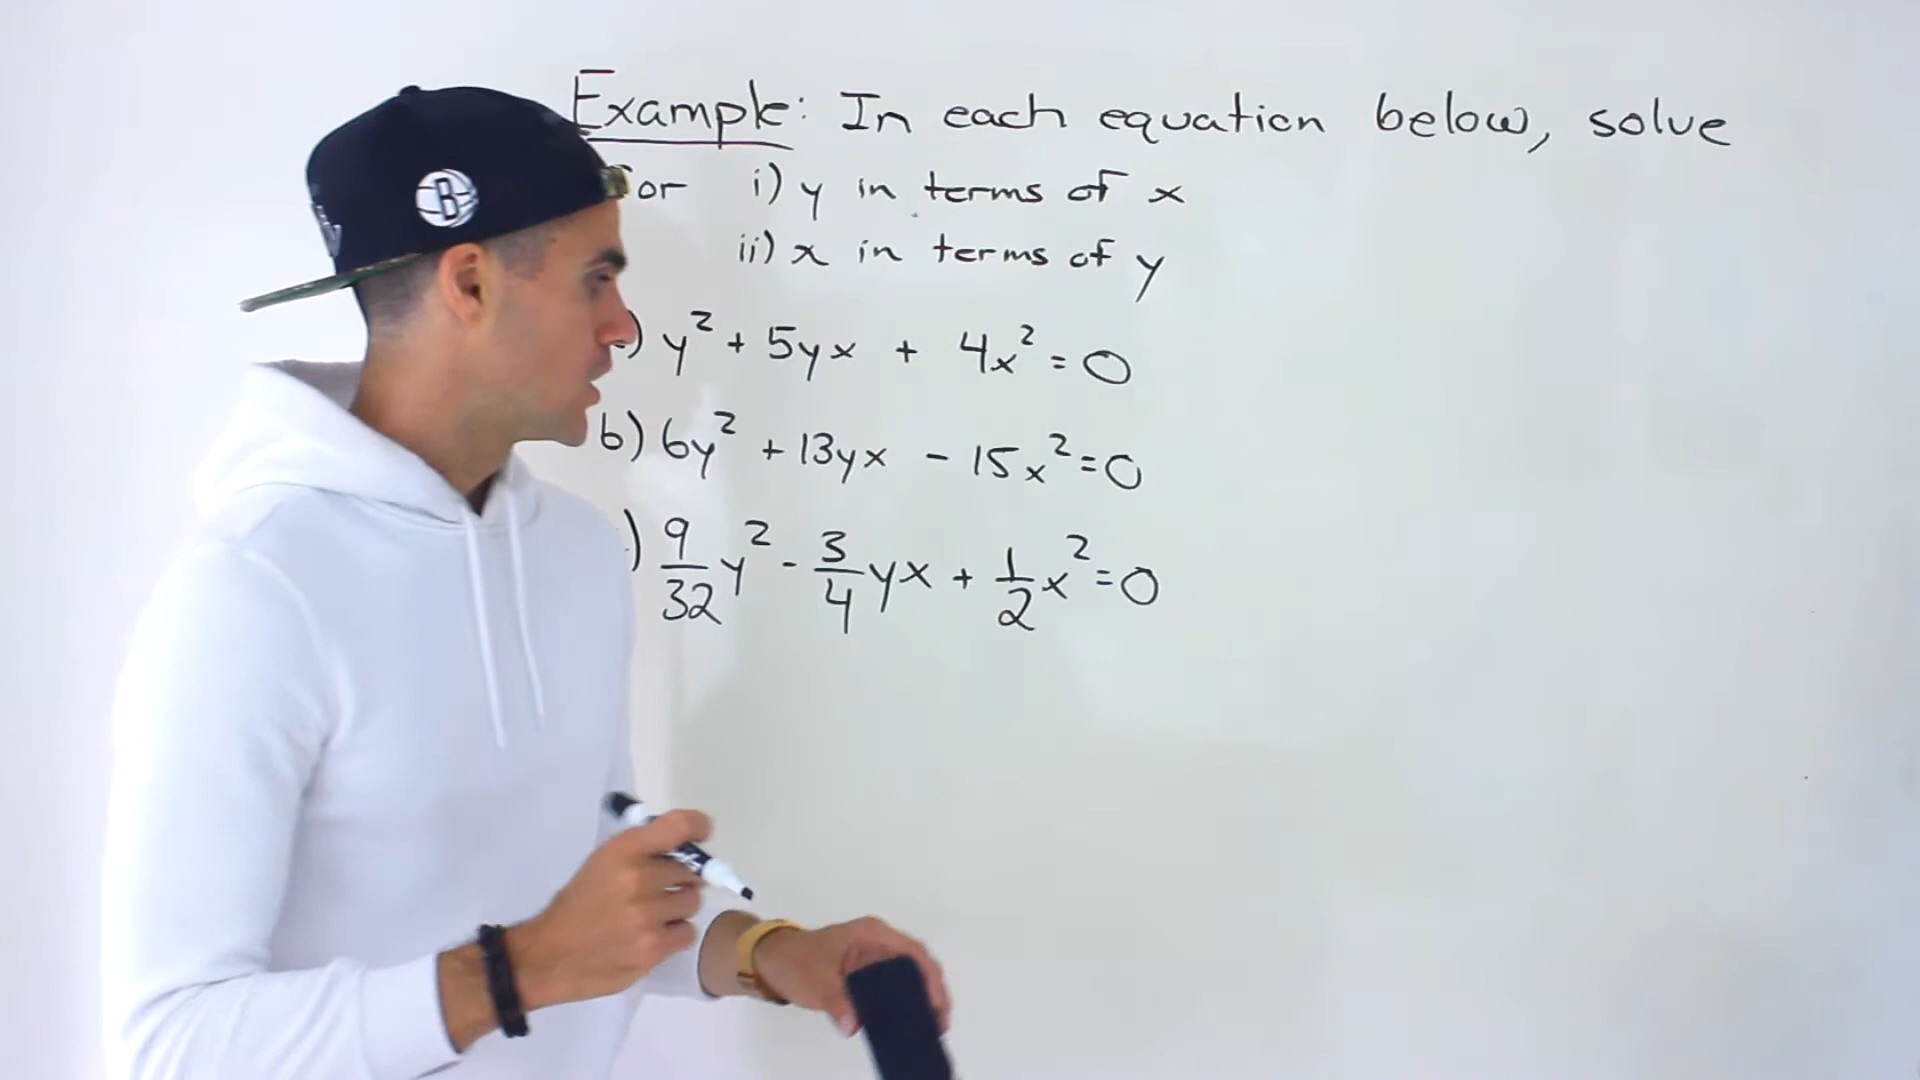 Example: In each equation below, solve
for i) y in terms of x
ii) x in terms of y
) y² + 5yx + 4x² = 0
b) 6y² + 13yx - 15x² = 0
) 9/32 y² - 3/4 yx + 1/2 x² = 0
B